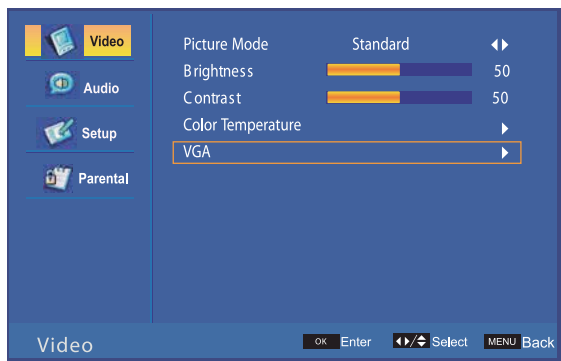 Video
Audio
Setup
Parental
Picture Mode Standard
Brightness 50
Contrast 50
Color Temperature
VGA
Video OK Enter Select MENU Back